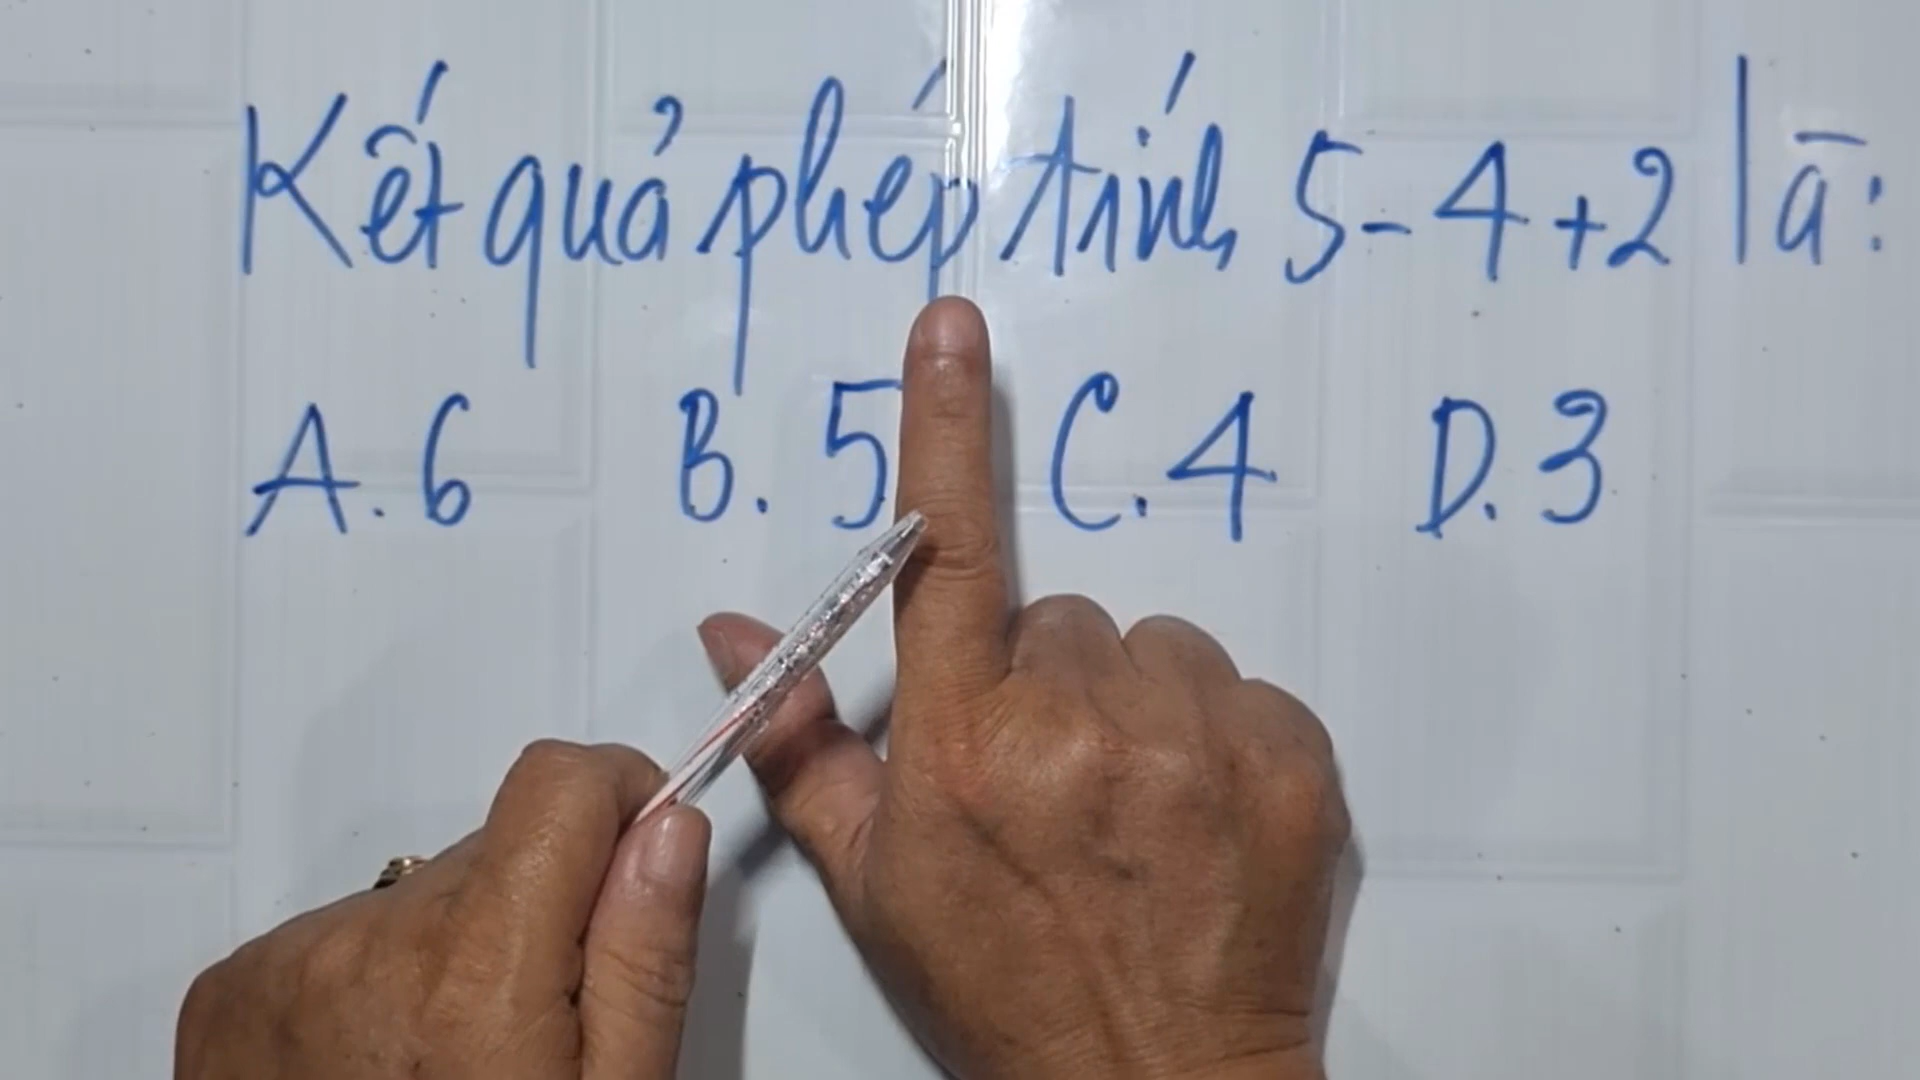 Kết quả phép tính 5-4+2 là:
A. 6 B. 5 C. 4 D. 3